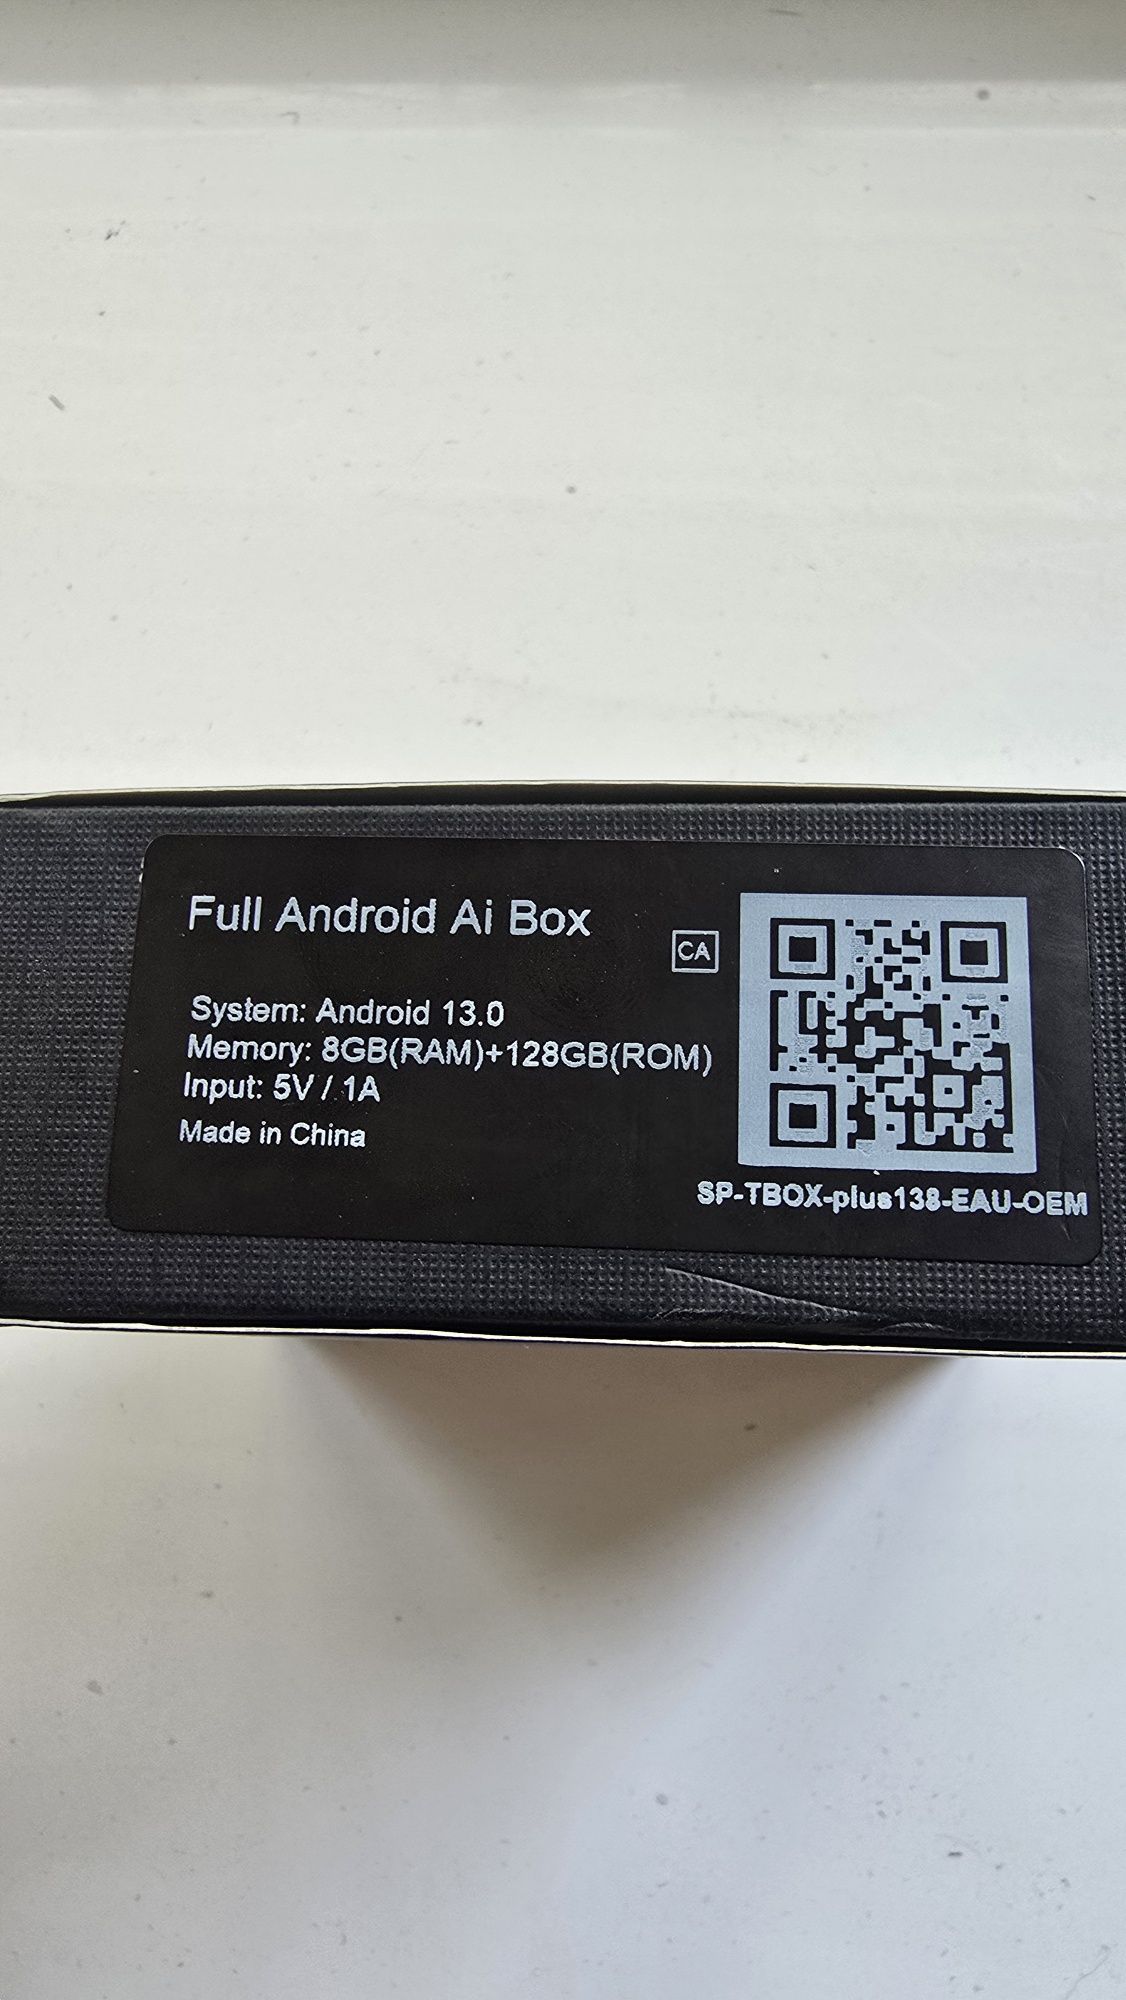 Full Android Ai Box
CA
System: Android 13.0
Memory: 8GB(RAM)+128GB(ROM)
Input: 5V / 1A
Made in China
SP-TBOX-plus138-EAU-OEM